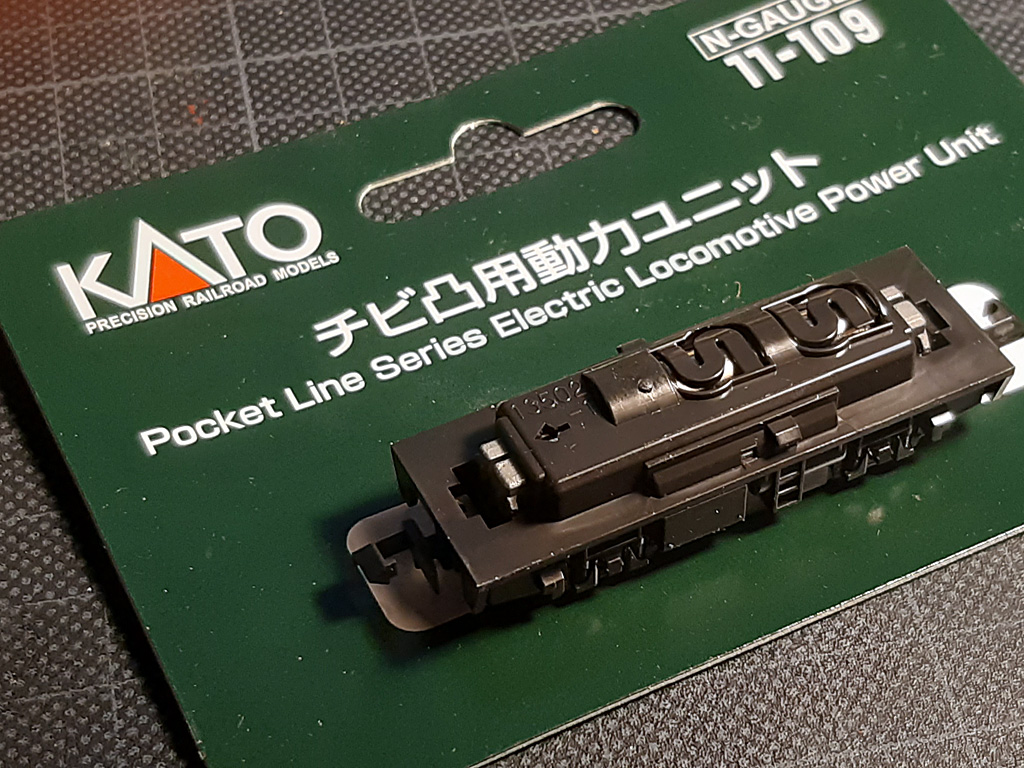 N-GAUGE
11-109
KATO
PRECISION RAILROAD MODELS
チビ凸用動力ユニット
Pocket Line Series Electric Locomotive Power Unit
13502